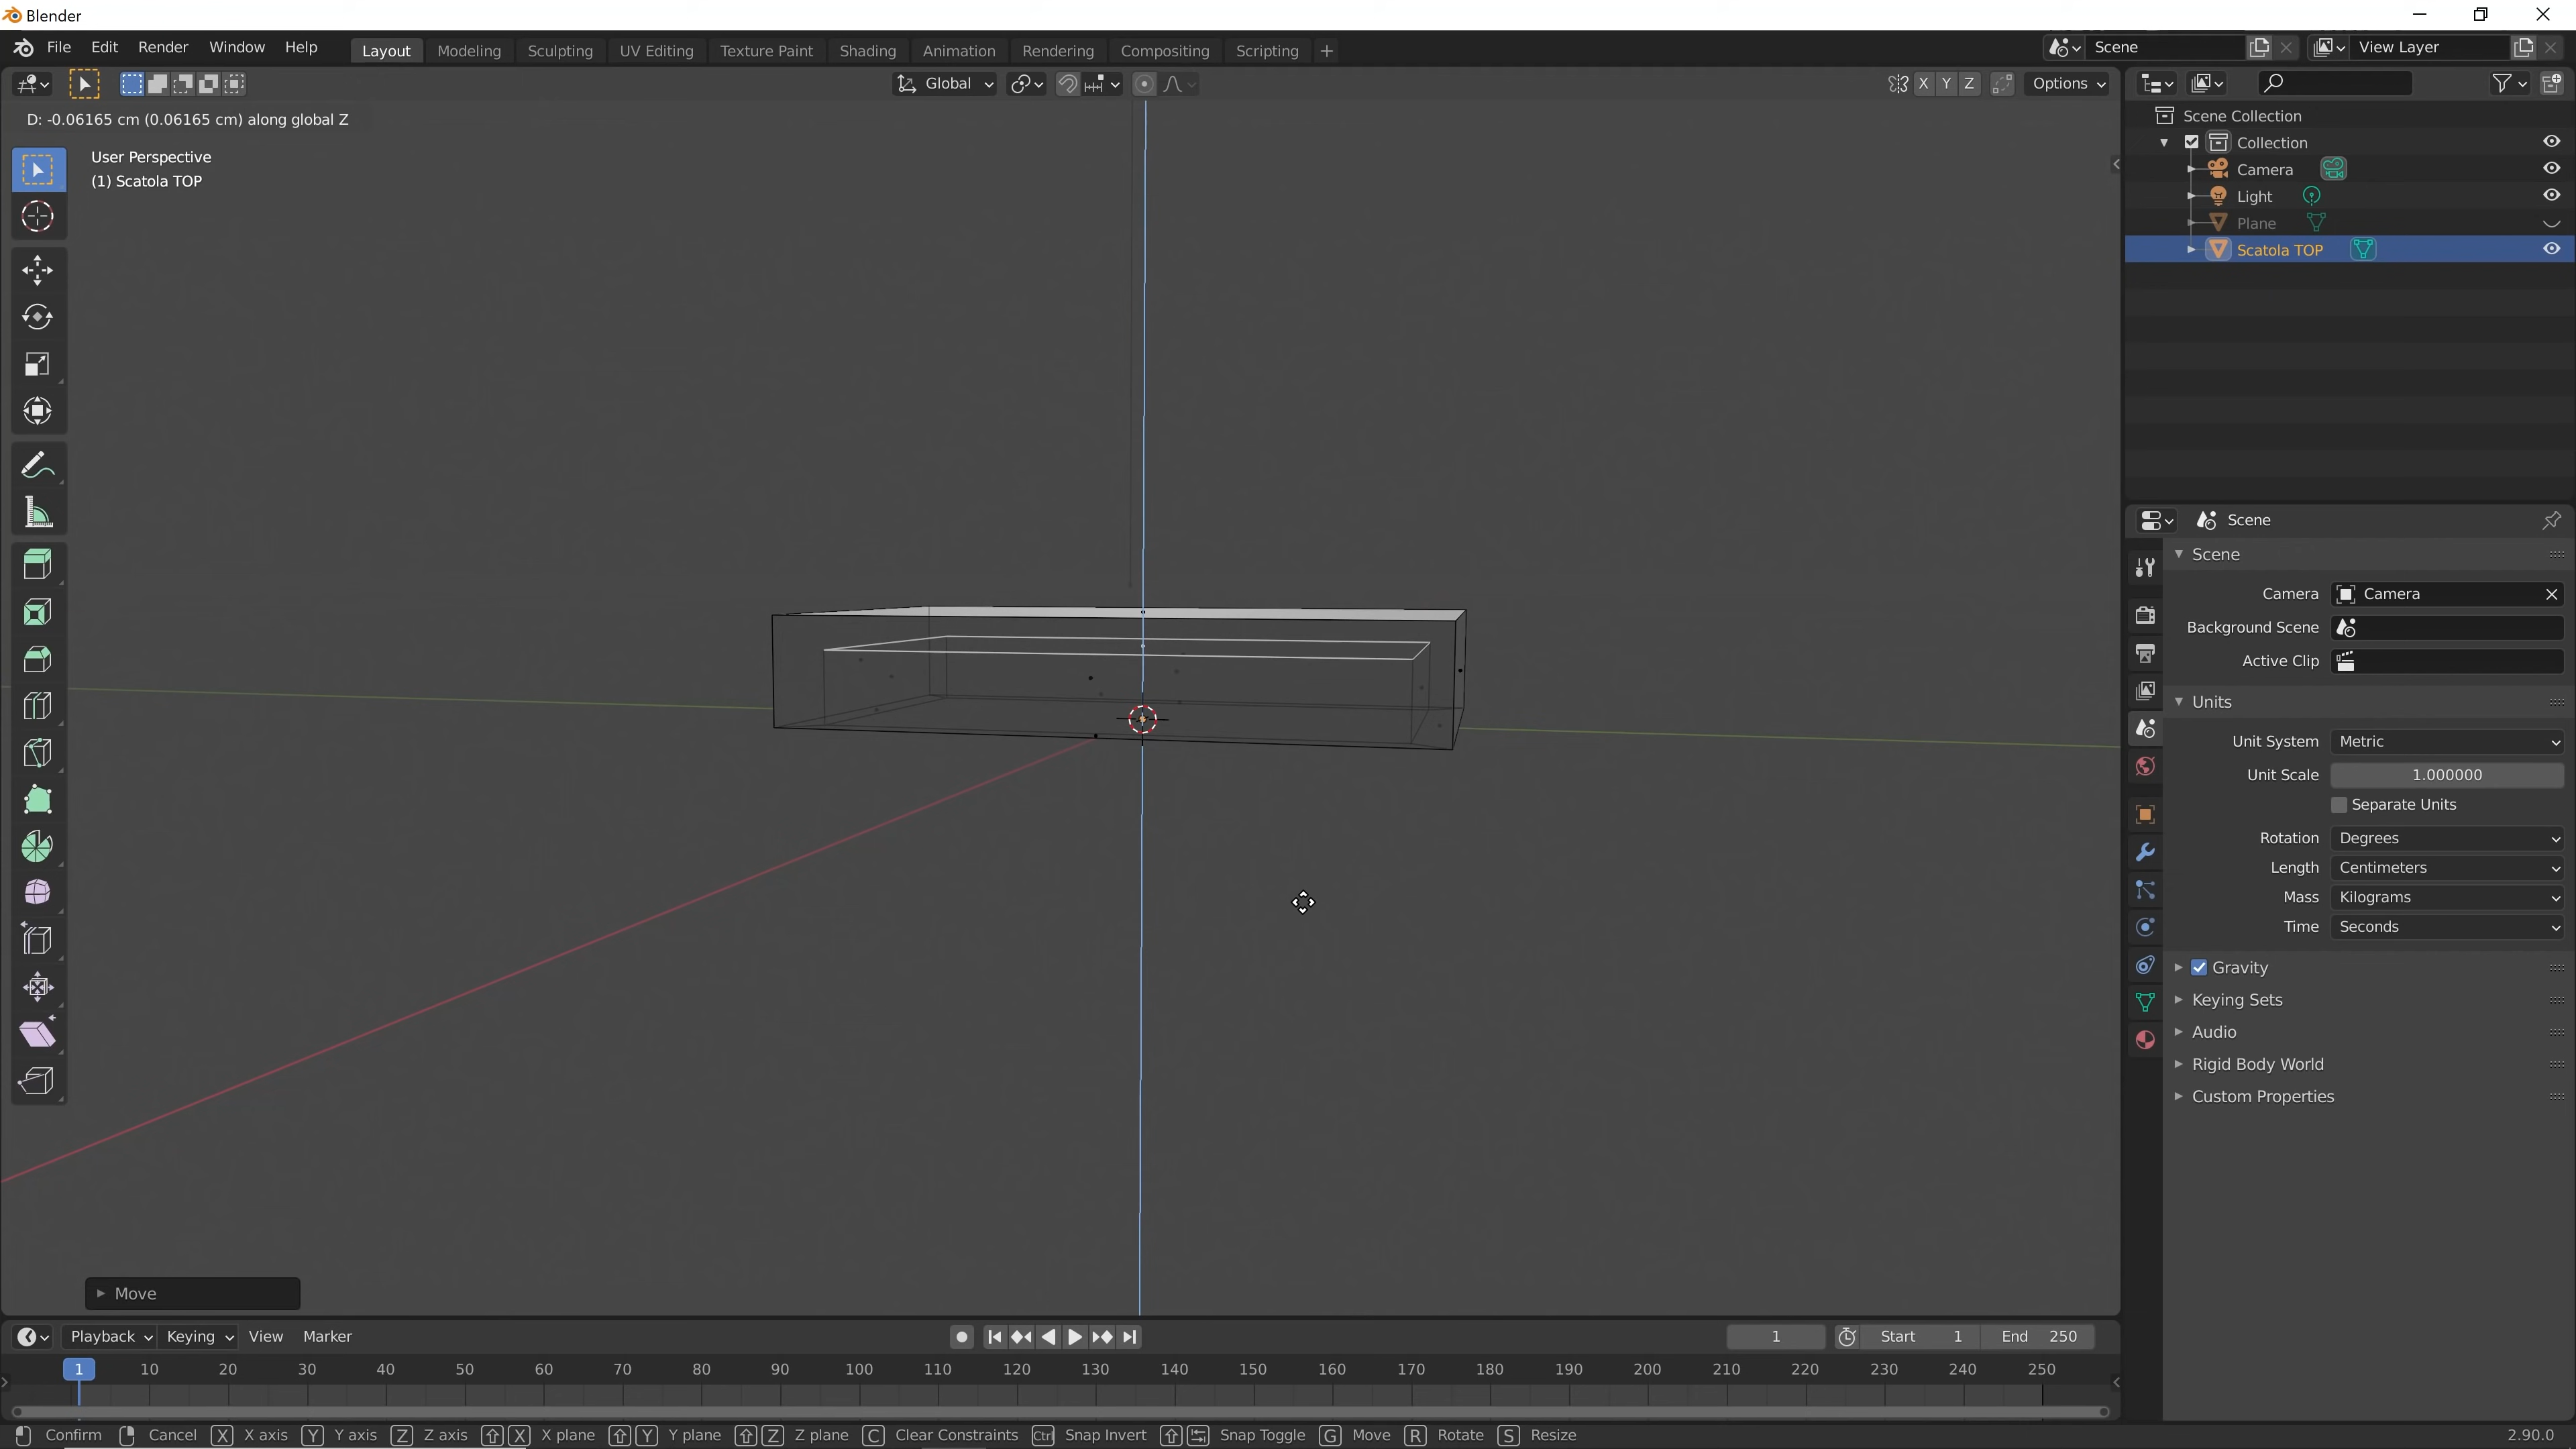 Blender
File Edit Render Window Help Layout Modeling Sculpting UV Editing Texture Paint Shading Animation Rendering Compositing Scripting + Scene View Layer
Global X Y Z Options
D: -0.06165 cm (0.06165 cm) along global Z
User Perspective
(1) Scatola TOP
Scene Collection
Collection
Camera
Light
Plane
Scatola TOP
Scene
Scene
Camera Camera
Background Scene
Active Clip
Units
Unit System Metric
Unit Scale 1.000000
Separate Units
Rotation Degrees
Length Centimeters
Mass Kilograms
Time Seconds
Gravity
Keying Sets
Audio
Rigid Body World
Custom Properties
Move
Playback Keying View Marker 1 Start 1 End 250
1 10 20 30 40 50 60 70 80 90 100 110 120 130 140 150 160 170 180 190 200 210 220 230 240 250
Confirm Cancel X X axis Y Y axis Z Z axis X X plane Y Y plane Z Z plane C Clear Constraints Ctrl Snap Invert Snap Toggle G Move R Rotate S Resize 2.90.0